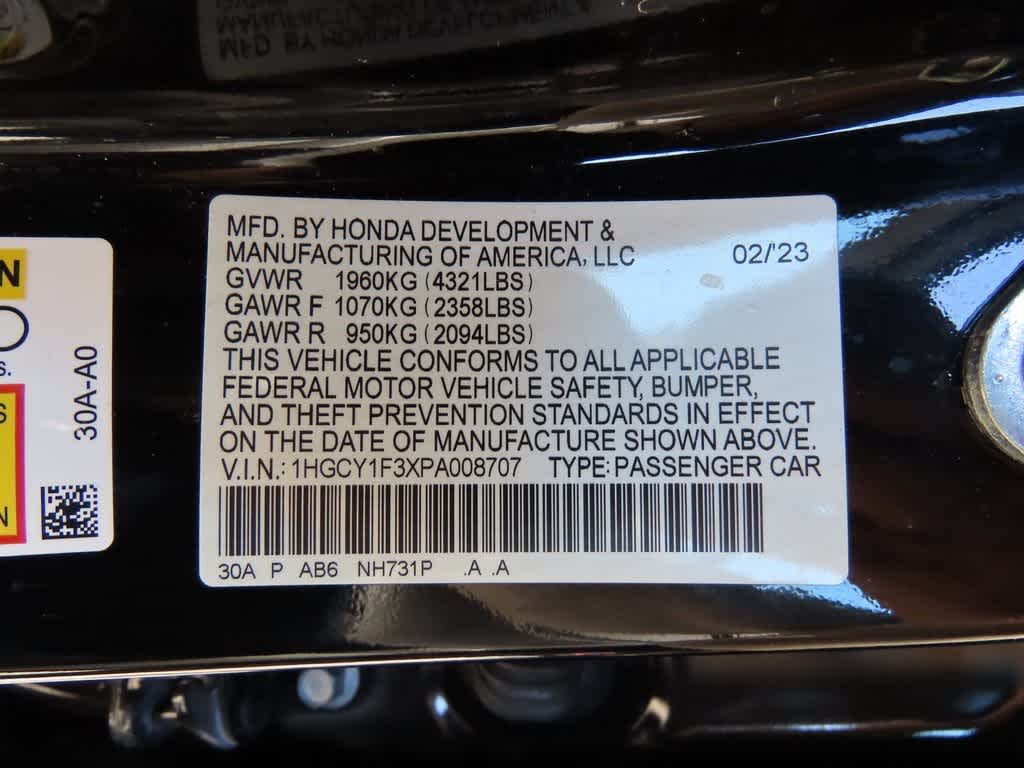 MFD. BY HONDA DEVELOPMENT &
MANUFACTURING OF AMERICA, LLC 02/'23
GVWR 1960KG (4321LBS)
GAWR F 1070KG (2358LBS)
GAWR R 950KG (2094LBS)
THIS VEHICLE CONFORMS TO ALL APPLICABLE
FEDERAL MOTOR VEHICLE SAFETY, BUMPER,
AND THEFT PREVENTION STANDARDS IN EFFECT
ON THE DATE OF MANUFACTURE SHOWN ABOVE.
V.I.N.: 1HGCY1F3XPA008707 TYPE: PASSENGER CAR
30A P AB6 NH731P .A .A
30A-A0